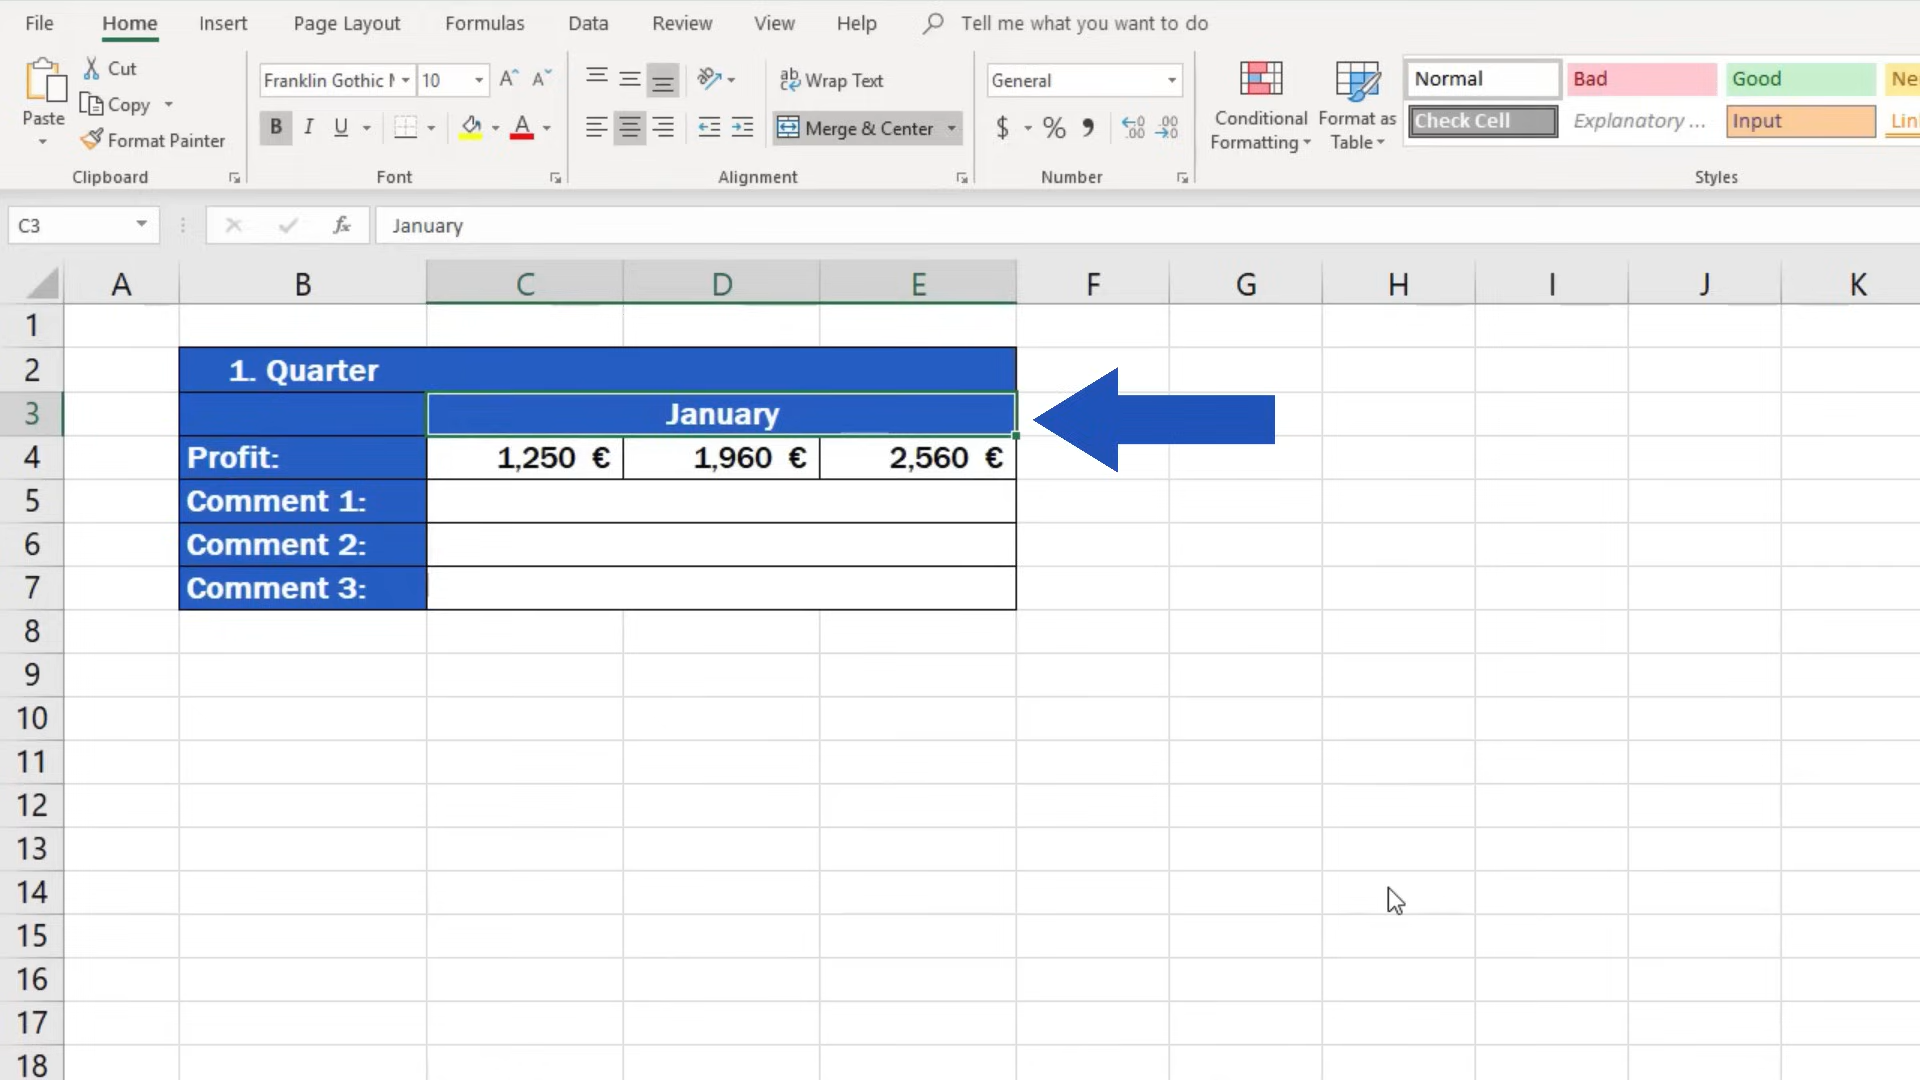 File Home Insert Page Layout Formulas Data Review View Help Tell me what you want to do
Paste Cut
Copy
Format Painter
Clipboard
Franklin Gothic 10 A A
B I U A
Font
ab Wrap Text
Merge & Center
Alignment
General
$ % ,
Number
Conditional Formatting
Format as Table
Normal Bad Good Ne
Check Cell Explanatory ... Input Lin
Styles
C3 fx January
A B C D E F G H I J K
1
2 1. Quarter
3 January
4 Profit: 1,250 € 1,960 € 2,560 €
5 Comment 1:
6 Comment 2:
7 Comment 3:
8
9
10
11
12
13
14
15
16
17
18